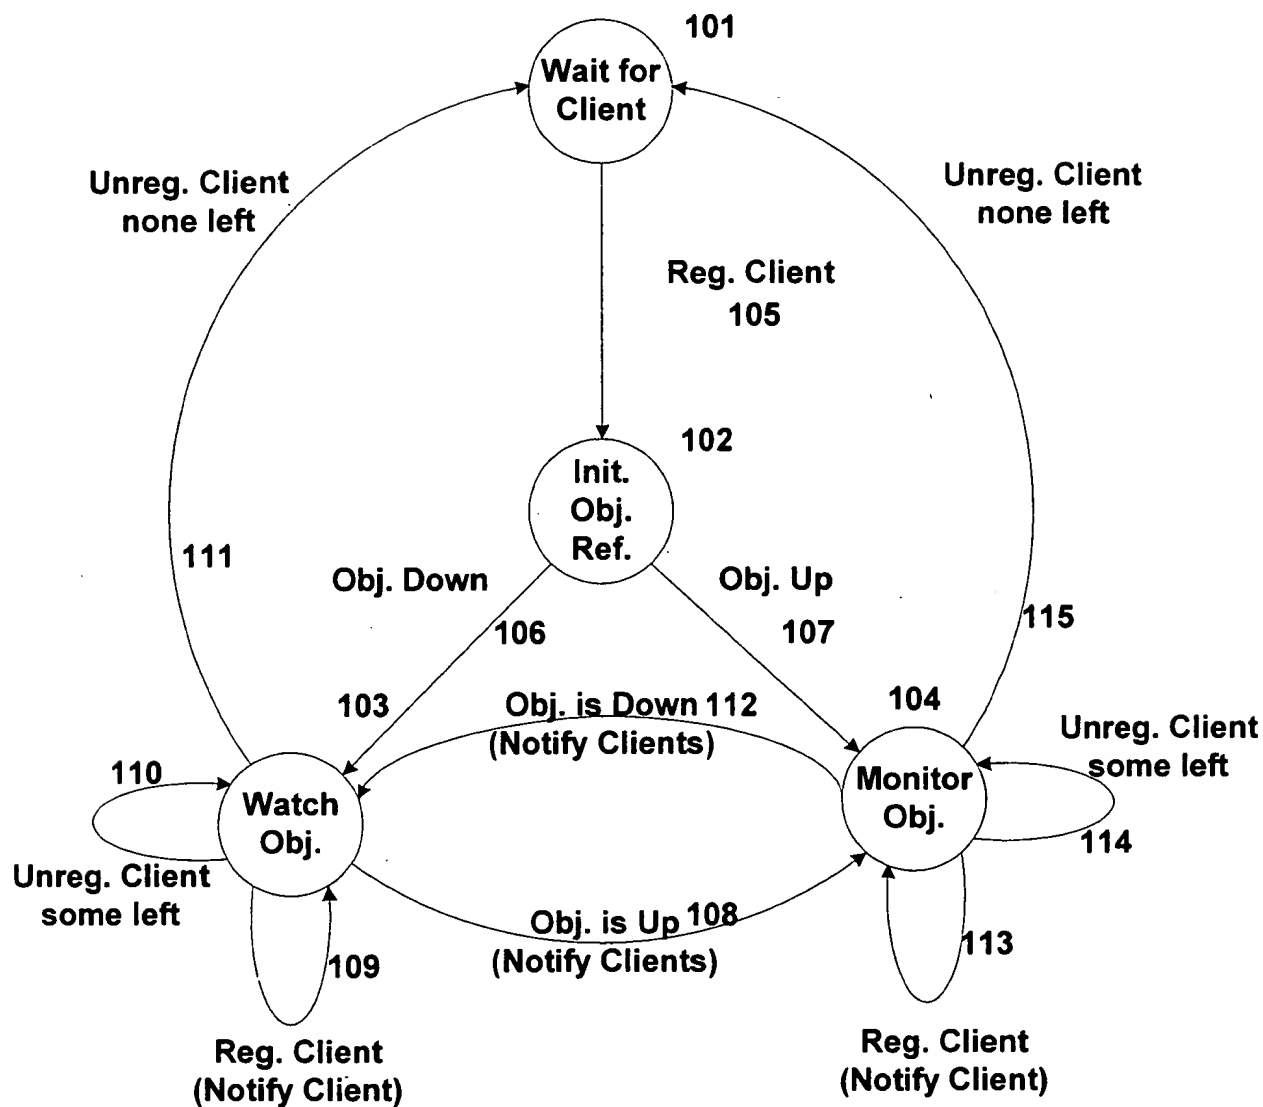 101
Wait for
Client
Unreg. Client
none left
Unreg. Client
none left
Reg. Client
105
102
Init.
Obj.
Ref.
111
Obj. Down
106
Obj. Up
107
115
103
Obj. is Down 112
(Notify Clients)
104
Unreg. Client
some left
110
Watch
Obj.
Monitor
Obj.
114
Unreg. Client
some left
Obj. is Up 108
(Notify Clients)
109
113
Reg. Client
(Notify Client)
Reg. Client
(Notify Client)